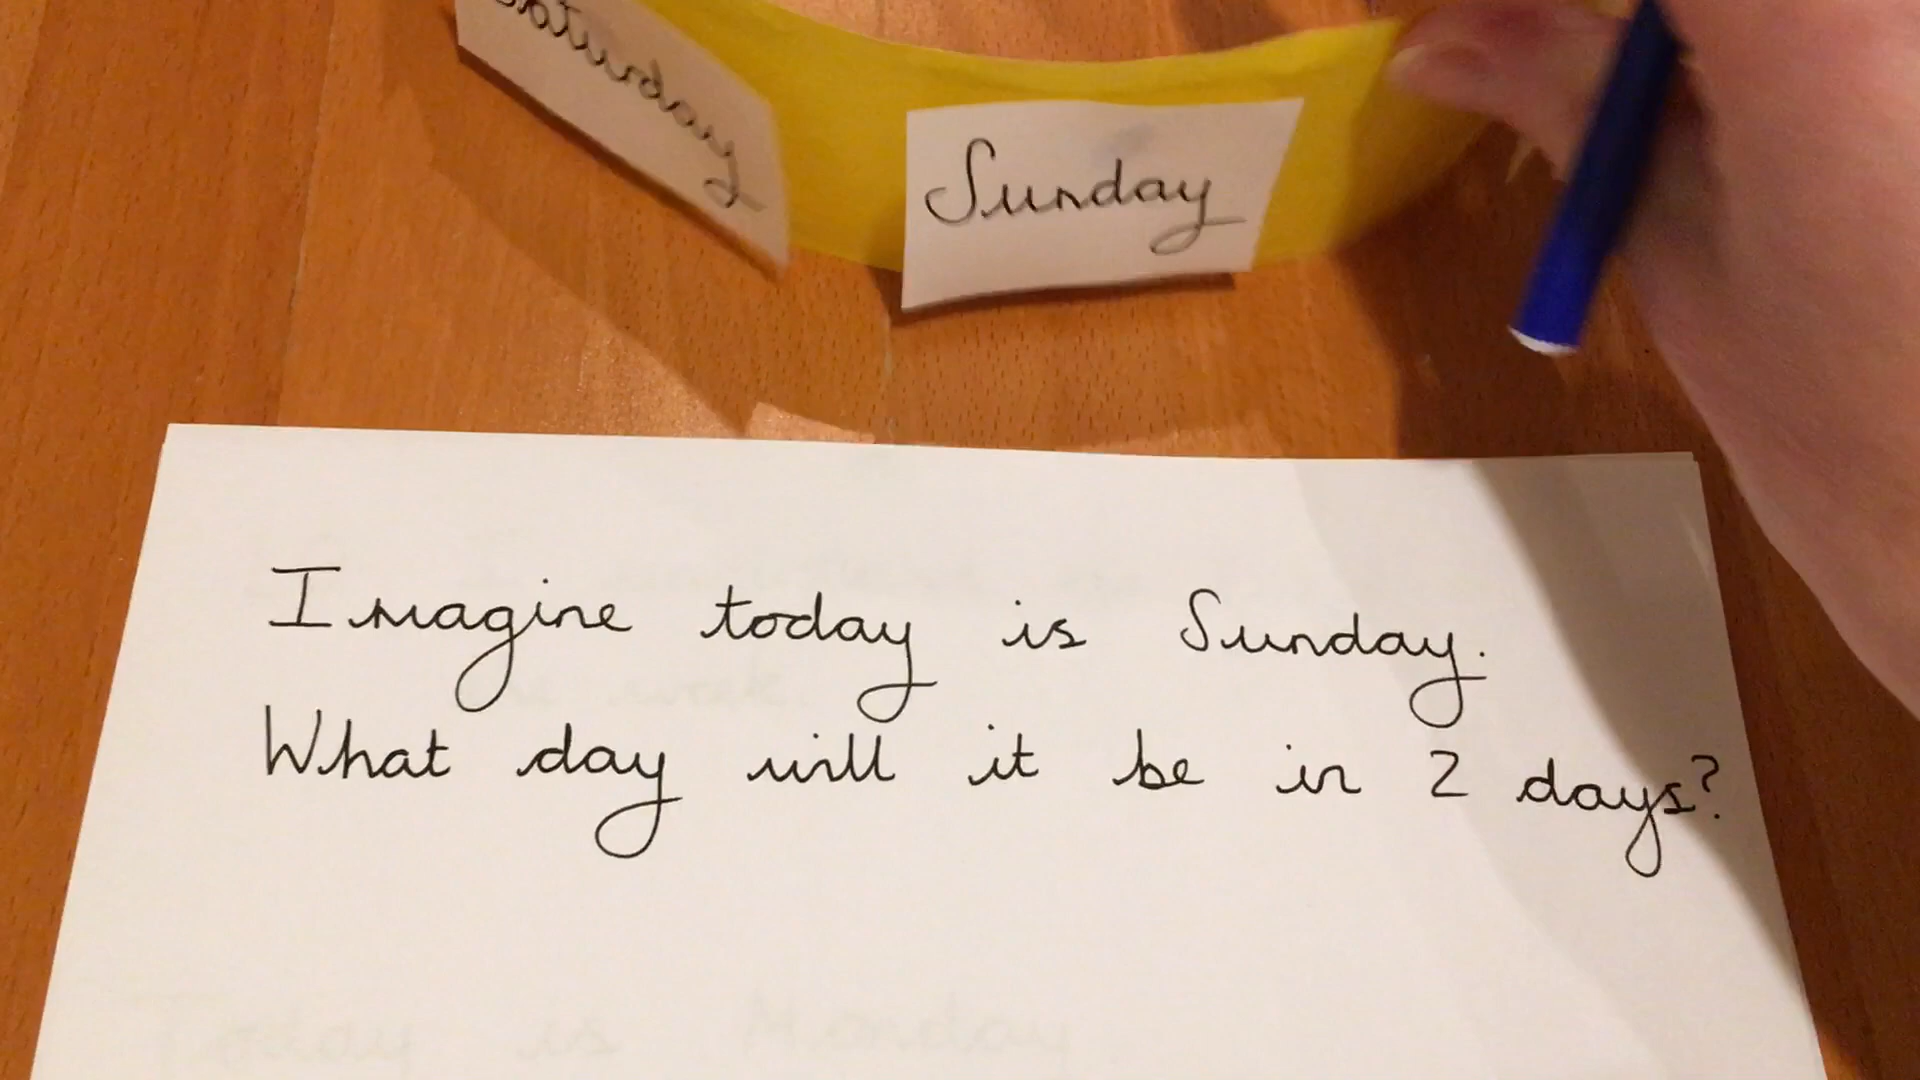 Saturday
Sunday
Imagine today is Sunday.
What day will it be in 2 days?